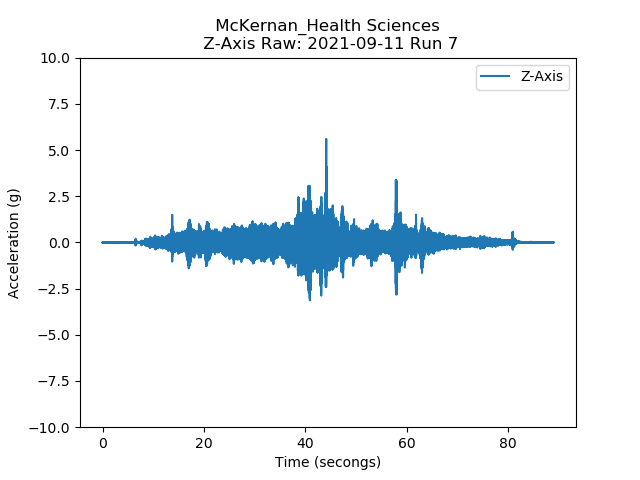 McKernan_Health Sciences
Z-Axis Raw: 2021-09-11 Run 7
Z-Axis
10.0
7.5
5.0
2.5
0.0
−2.5
−5.0
−7.5
−10.0
Acceleration (g)
0 20 40 60 80
Time (secongs)